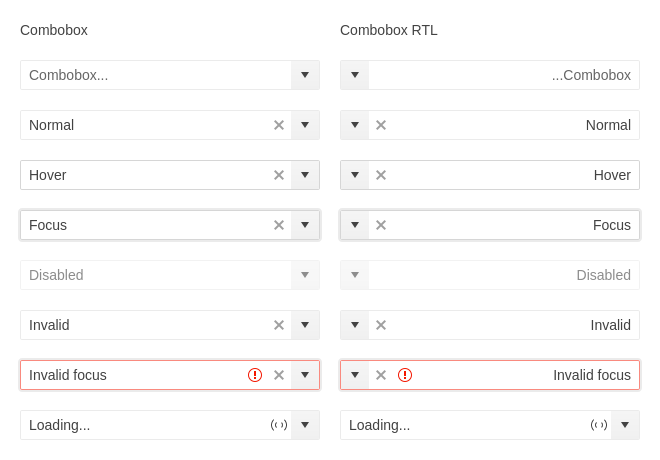 Combobox
Combobox RTL
Combobox...
...Combobox
Normal
Normal
Hover
Hover
Focus
Focus
Disabled
Disabled
Invalid
Invalid
Invalid focus
Invalid focus
Loading...
Loading...